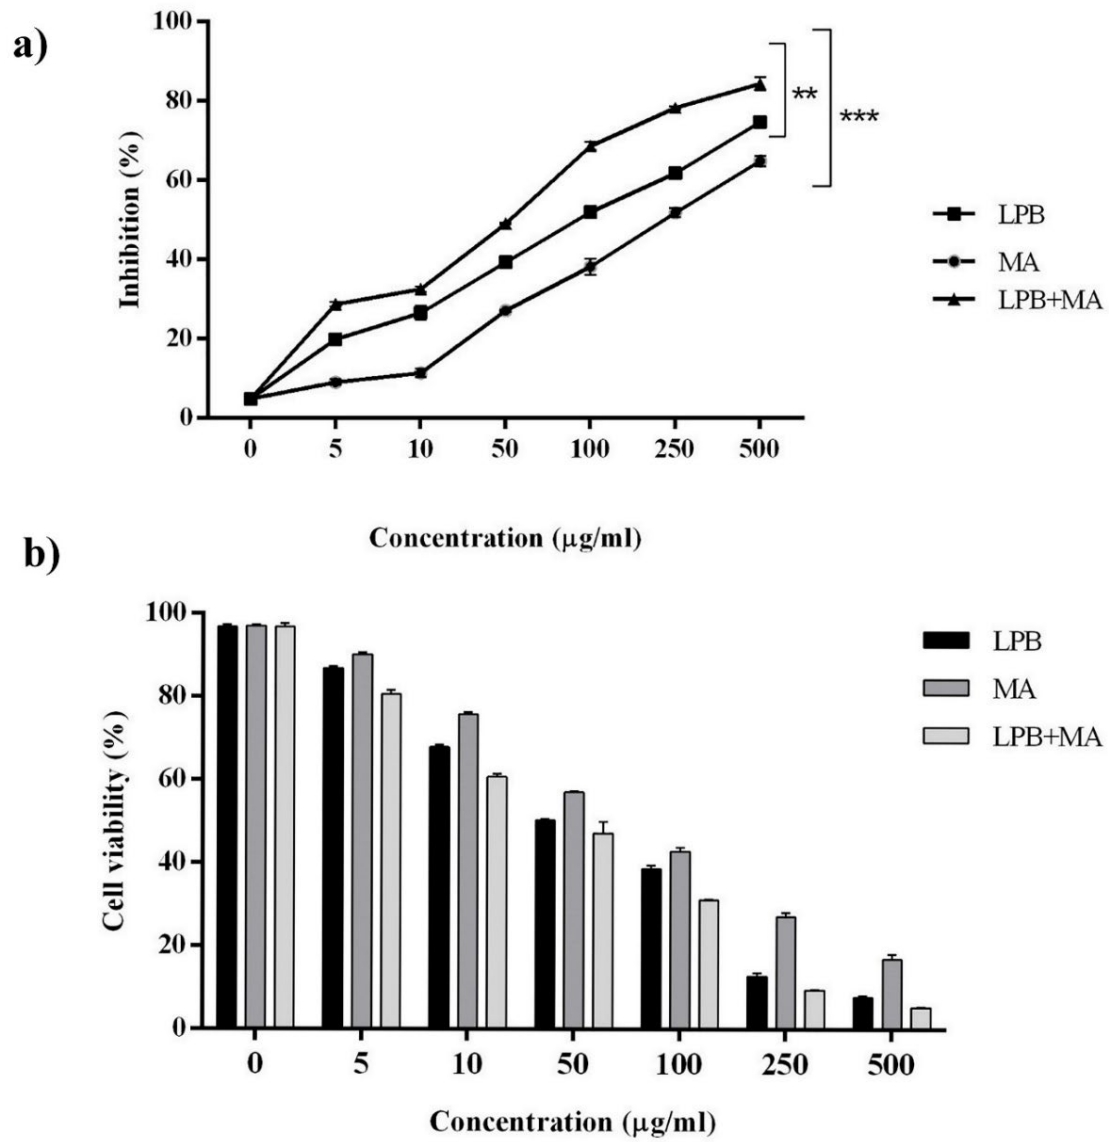 a)
100
80
60
40
20
0
Inhibition (%)
0 5 10 50 100 250 500
Concentration (μg/ml)
**
***
LPB
MA
LPB+MA
b)
100
80
60
40
20
0
Cell viability (%)
0 5 10 50 100 250 500
Concentration (μg/ml)
LPB
MA
LPB+MA